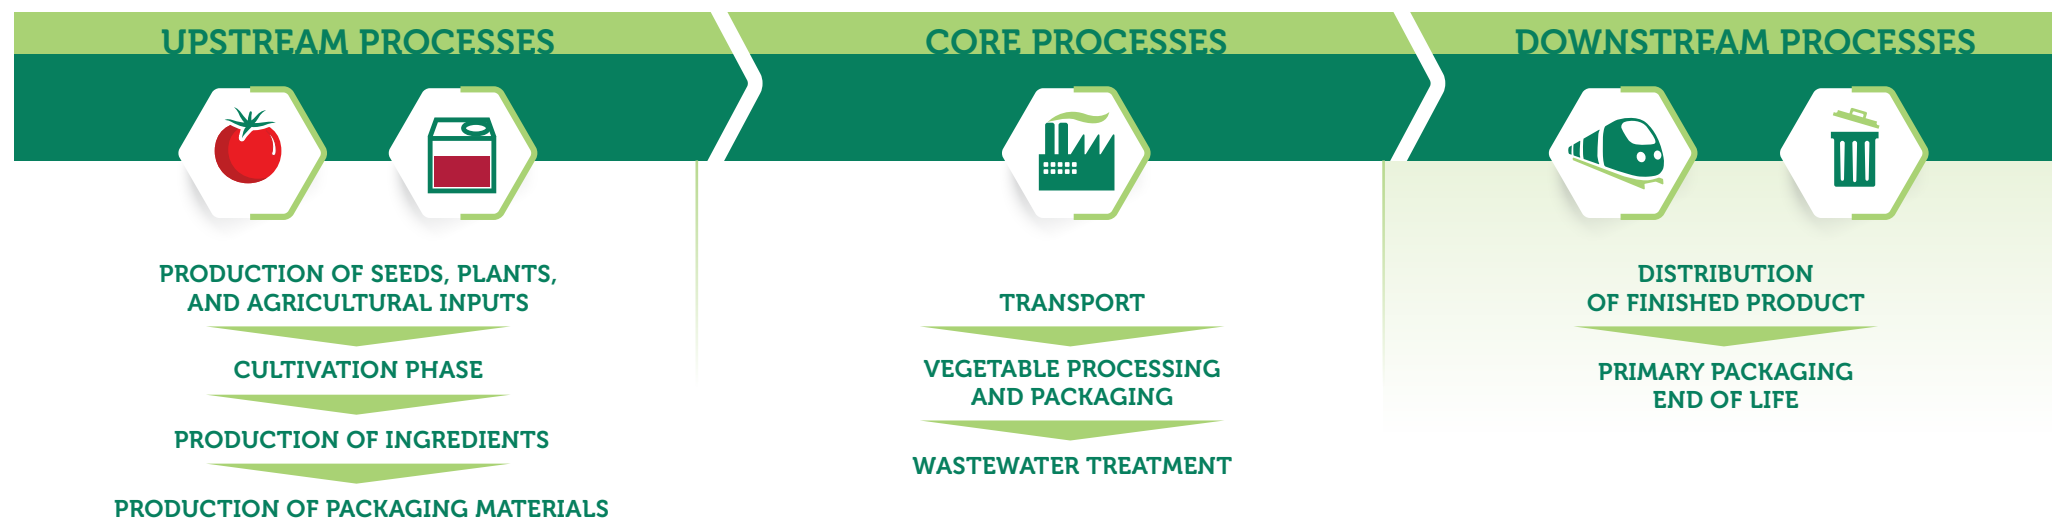 UPSTREAM PROCESSES
PRODUCTION OF SEEDS, PLANTS,
AND AGRICULTURAL INPUTS
CULTIVATION PHASE
PRODUCTION OF INGREDIENTS
PRODUCTION OF PACKAGING MATERIALS
CORE PROCESSES
TRANSPORT
VEGETABLE PROCESSING
AND PACKAGING
WASTEWATER TREATMENT
DOWNSTREAM PROCESSES
DISTRIBUTION
OF FINISHED PRODUCT
PRIMARY PACKAGING
END OF LIFE